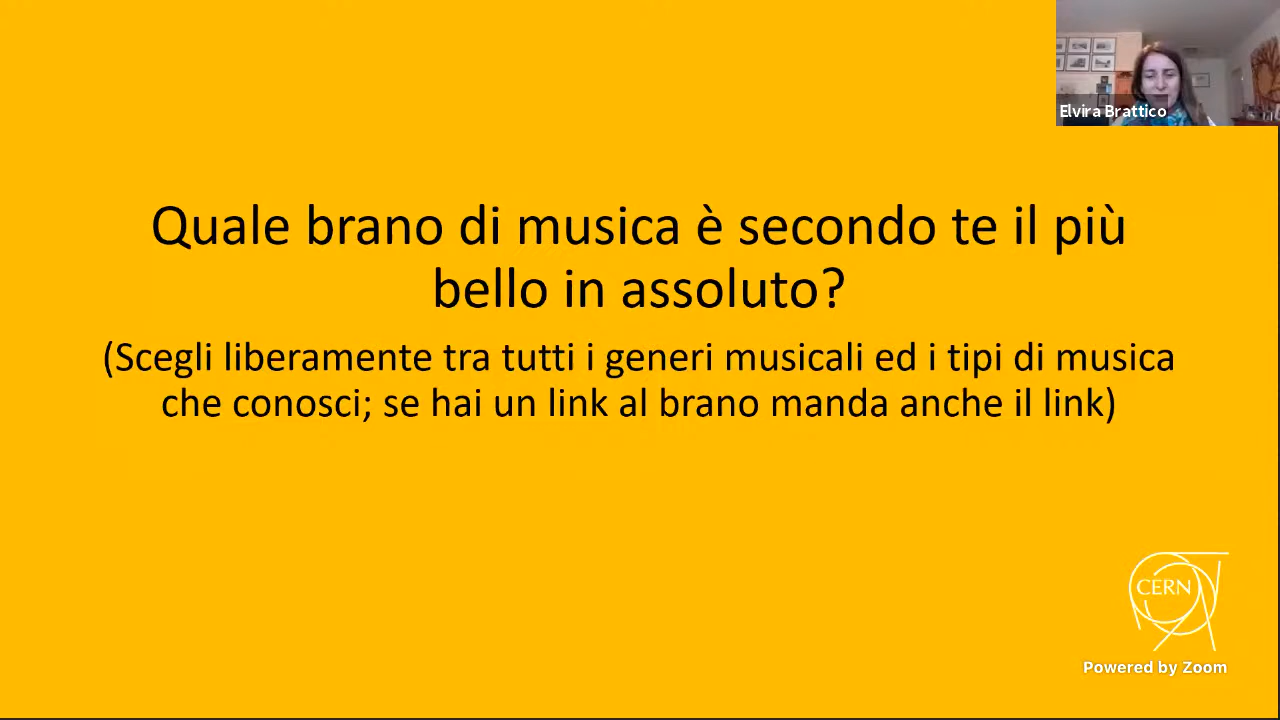 Elvira Brattico
Quale brano di musica è secondo te il più
bello in assoluto?
(Scegli liberamente tra tutti i generi musicali ed i tipi di musica
che conosci; se hai un link al brano manda anche il link)
CERN
Powered by Zoom